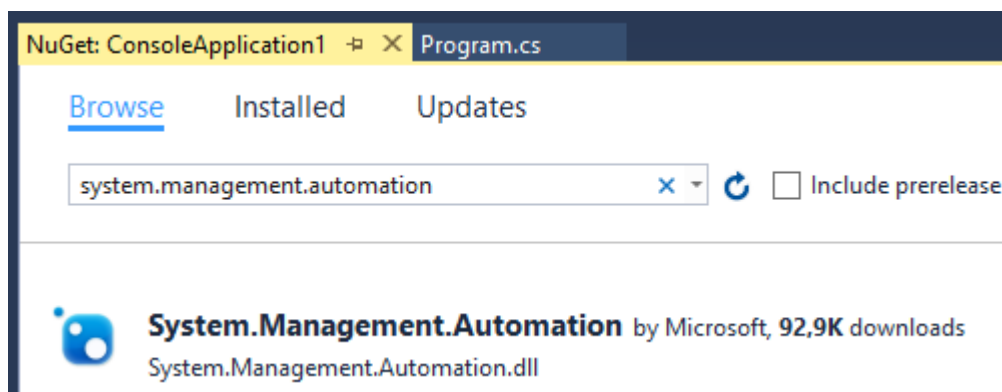 NuGet: ConsoleApplication1 Program.cs
Browse Installed Updates
system.management.automation Include prerelease
System.Management.Automation by Microsoft, 92,9K downloads
System.Management.Automation.dll